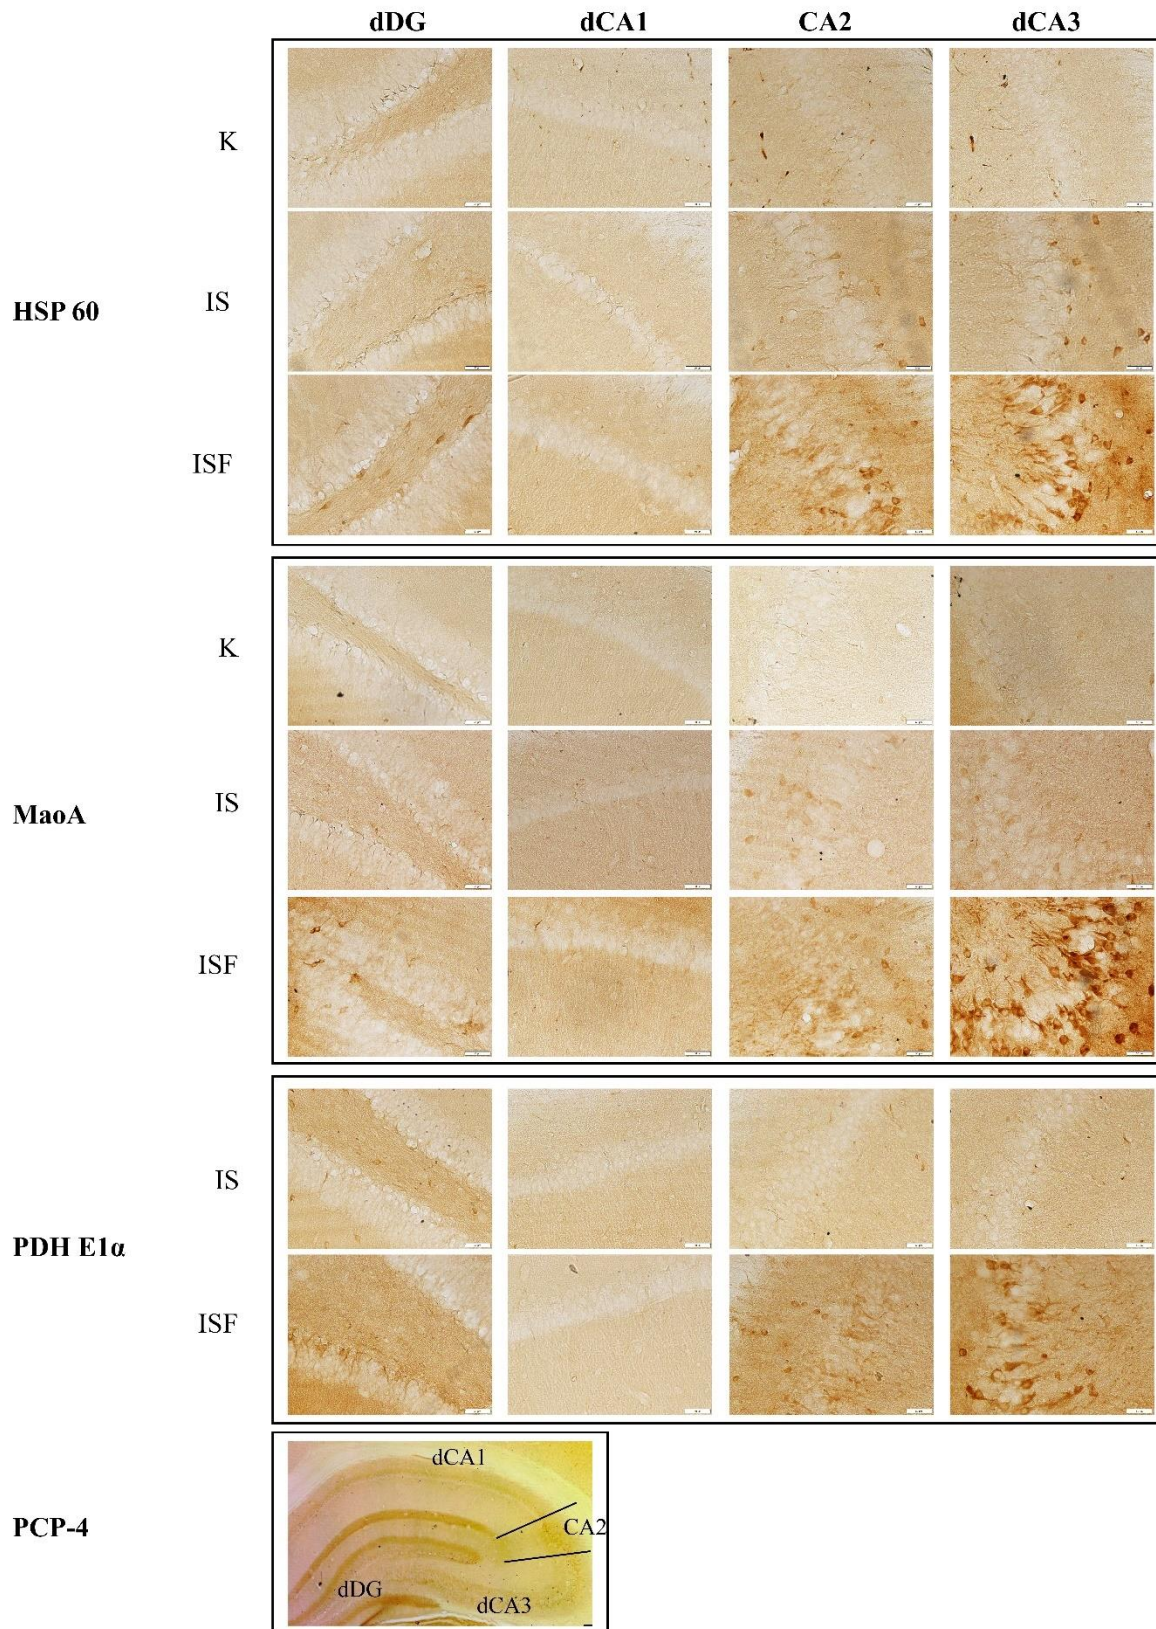 dDG dCA1 CA2 dCA3
K
HSP 60
IS
ISF
K
MaoA
IS
ISF
IS
PDH E1α
ISF
PCP-4
dCA1
CA2
dDG
dCA3